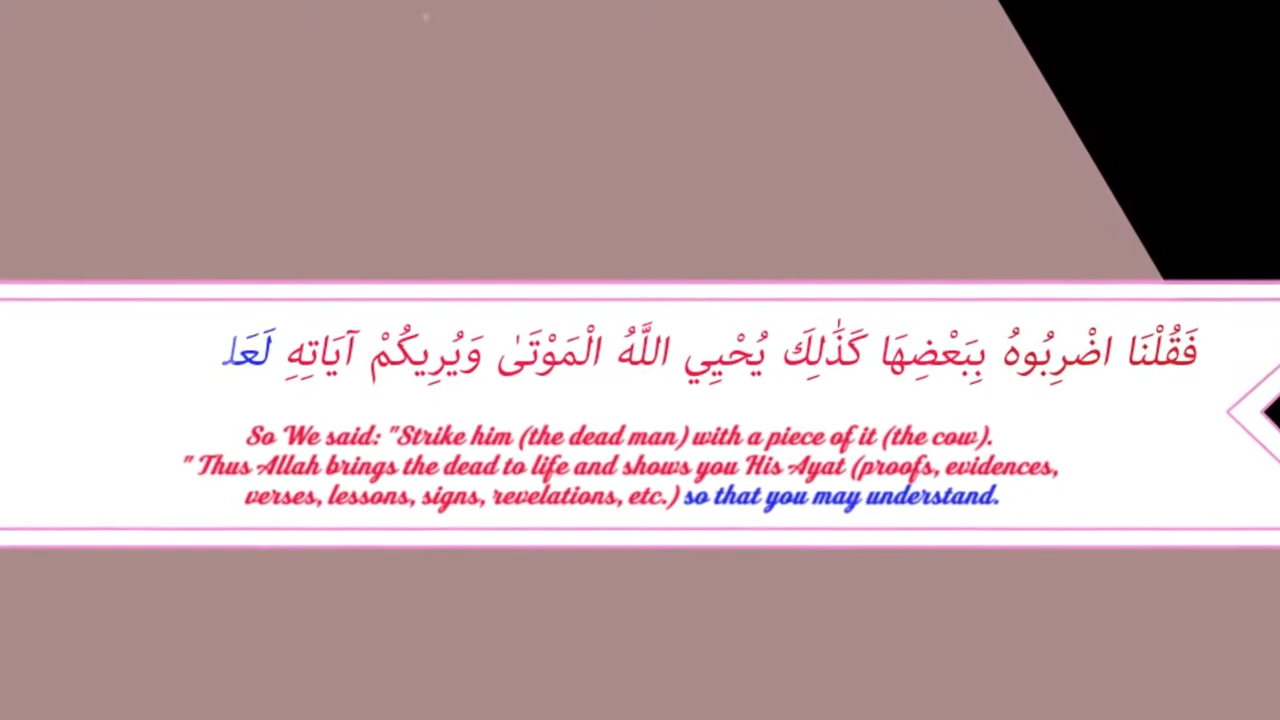 فَقُلْنَا اضْرِبُوهُ بِبَعْضِهَا كَذَٰلِكَ يُحْيِي اللَّهُ الْمَوْتَىٰ وَيُرِيكُمْ آيَاتِهِ لَعَلـ
So We said: "Strike him (the dead man) with a piece of it (the cow).
" Thus Allah brings the dead to life and shows you His Ayat (proofs, evidences,
verses, lessons, signs, revelations, etc.) so that you may understand.